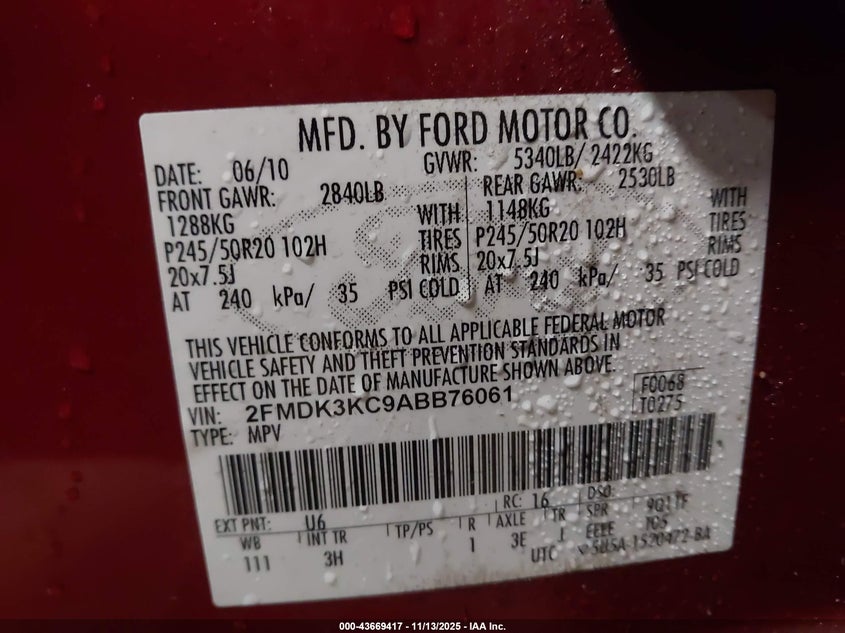 MFD. BY FORD MOTOR CO.
DATE: 06/10 GVWR: 5340LB/ 2422KG
FRONT GAWR: 2840LB REAR GAWR: 2530LB
1288KG WITH 1148KG WITH
P245/50R20 102H TIRES P245/50R20 102H TIRES
20x7.5J RIMS 20x7.5J RIMS
AT 240 kPa/ 35 PSI COLD AT 240 kPa/ 35 PSI COLD
THIS VEHICLE CONFORMS TO ALL APPLICABLE FEDERAL MOTOR
VEHICLE SAFETY AND THEFT PREVENTION STANDARDS IN
EFFECT ON THE DATE OF MANUFACTURE SHOWN ABOVE.
VIN: 2FMDK3KC9ABB76061 F0068
TYPE: MPV T0275
EXT PNT: U6 RC: 16 DSO:
WB INT TR TP/PS R AXLE TR SPR
111 3H 1 3E J
UTC
000-43669417 - 11/13/2025 - IAA Inc.